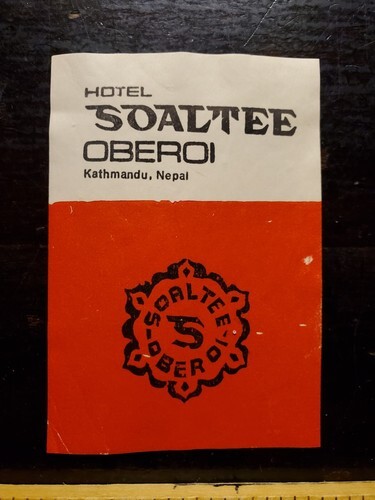 HOTEL
SOALTEE
OBEROI
Kathmandu, Nepal
SOALTEE
S
OBEROI